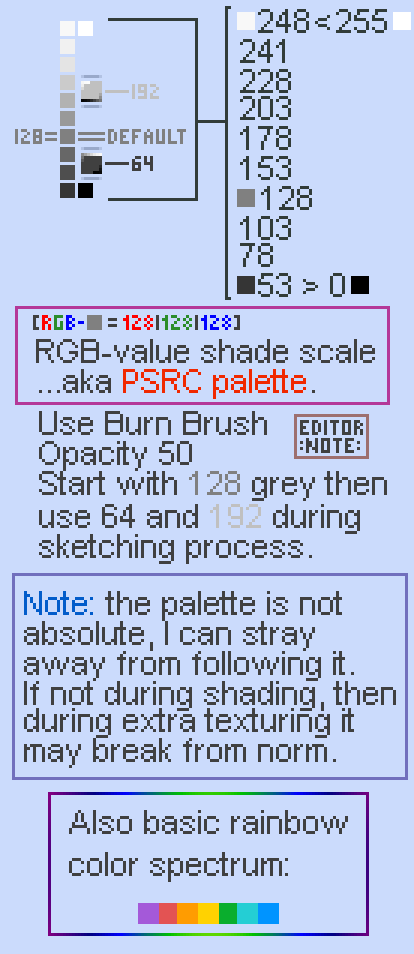 248<255
241
228
203
178
153
128
103
78
53 > 0
192
128= DEFAULT
64
[RGB-■=128|128|128]
RGB-value shade scale
...aka PSRC palette.
Use Burn Brush
Opacity 50
EDITOR
:NOTE:
Start with 128 grey then
use 64 and 192 during
sketching process.
Note: the palette is not
absolute, I can stray
away from following it.
If not during shading, then
during extra texturing it
may break from norm.
Also basic rainbow
color spectrum: